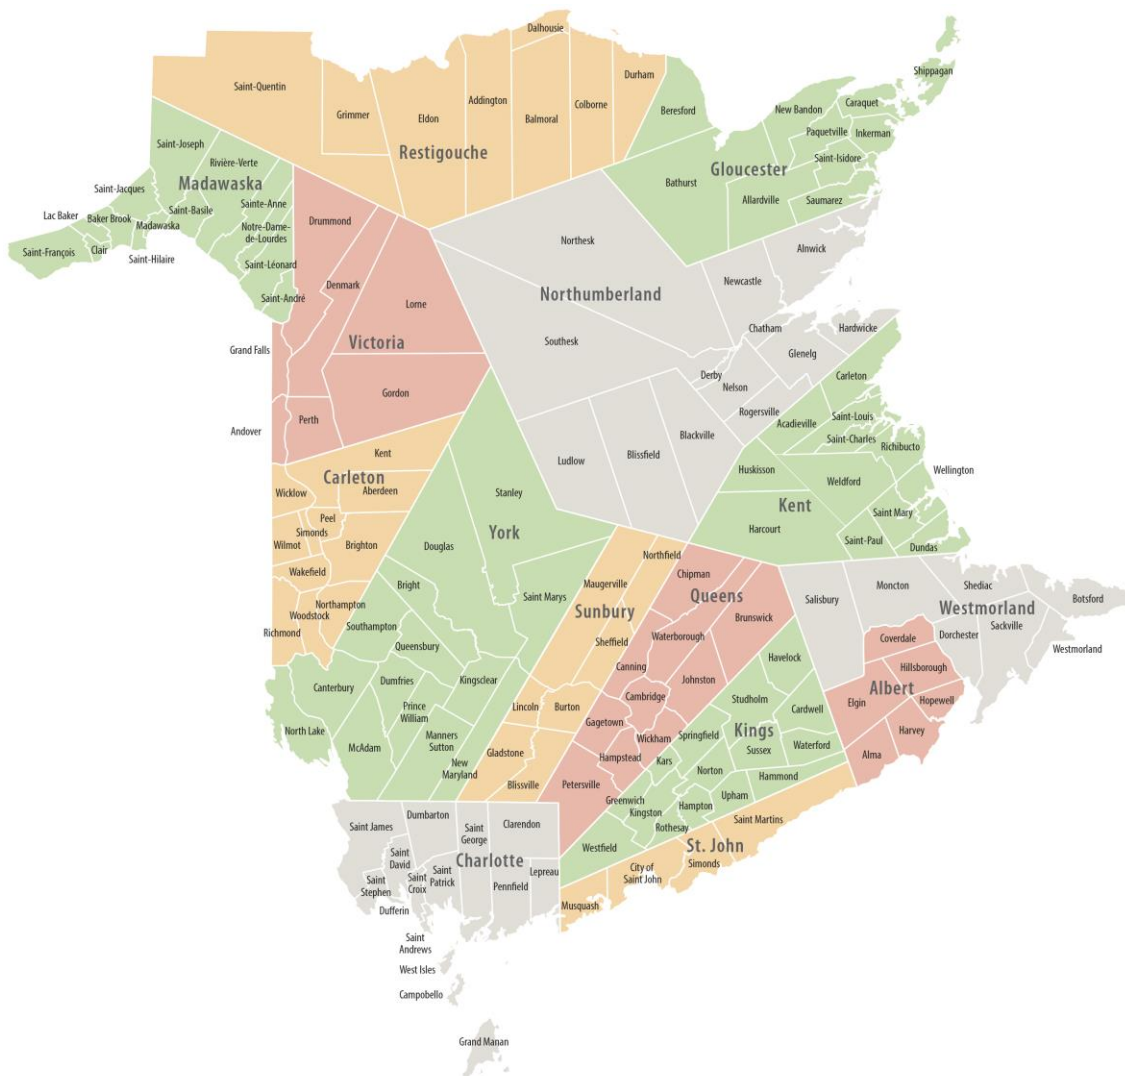 Dalhousie
Saint-Quentin
Grimmer
Eldon
Addington
Balmoral
Colborne
Durham
Restigouche
Beresford
New Bandon
Caraquet
Shippagan
Paquetville
Inkerman
Saint-Isidore
Gloucester
Bathurst
Allardville
Saumarez
Saint-Joseph
Rivière-Verte
Madawaska
Saint-Jacques
Lac Baker
Baker Brook
Madawaska
Saint-Basile
Sainte-Anne
Notre-Dame-
de-Lourdes
Saint-François
Clair
Saint-Hilaire
Saint-Léonard
Saint-André
Drummond
Denmark
Lorne
Victoria
Grand Falls
Gordon
Andover
Perth
Northesk
Alnwick
Newcastle
Northumberland
Southesk
Chatham
Hardwicke
Glenelg
Derby
Nelson
Rogersville
Blackville
Blissfield
Ludlow
Carleton
Acadieville
Saint-Louis
Saint-Charles
Richibucto
Huskisson
Weldford
Wellington
Kent
Harcourt
Saint Mary
Saint-Paul
Dundas
Kent
Carleton
Wicklow
Aberdeen
Peel
Simonds
Wilmot
Brighton
Wakefield
Northampton
Woodstock
Richmond
Stanley
York
Douglas
Bright
Saint Marys
Southampton
Queensbury
Canterbury
Dumfries
Kingsclear
Prince
William
North Lake
McAdam
Manners
Sutton
New
Maryland
Northfield
Maugerville
Sunbury
Sheffield
Lincoln
Burton
Gladstone
Blissville
Chipman
Queens
Brunswick
Waterborough
Canning
Johnston
Cambridge
Gagetown
Wickham
Hampstead
Petersville
Havelock
Studholm
Cardwell
Kings
Springfield
Sussex
Waterford
Kars
Norton
Hammond
Greenwich
Kingston
Hampton
Upham
Rothesay
Westfield
Salisbury
Moncton
Shediac
Botsford
Westmorland
Sackville
Dorchester
Westmorland
Coverdale
Hillsborough
Albert
Elgin
Hopewell
Harvey
Alma
Saint Martins
St. John
Simonds
City of
Saint John
Musquash
Saint James
Dumbarton
Saint
George
Clarendon
Charlotte
Saint
David
Saint
Patrick
Lepreau
Saint
Stephen
Saint
Croix
Pennfield
Dufferin
Saint
Andrews
West Isles
Campobello
Grand Manan